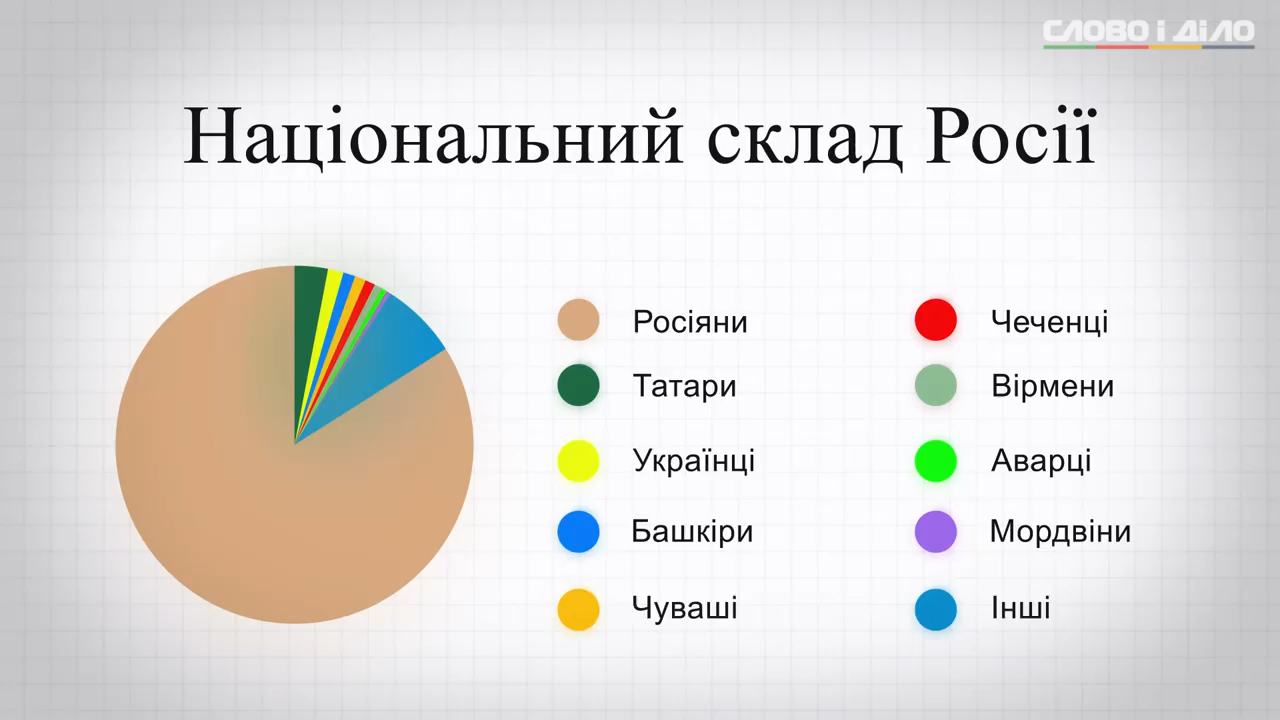 СЛОВО і ДІЛО
Національний склад Росії
Росіяни
Татари
Українці
Башкіри
Чуваші
Чеченці
Вірмени
Аварці
Мордвіни
Інші